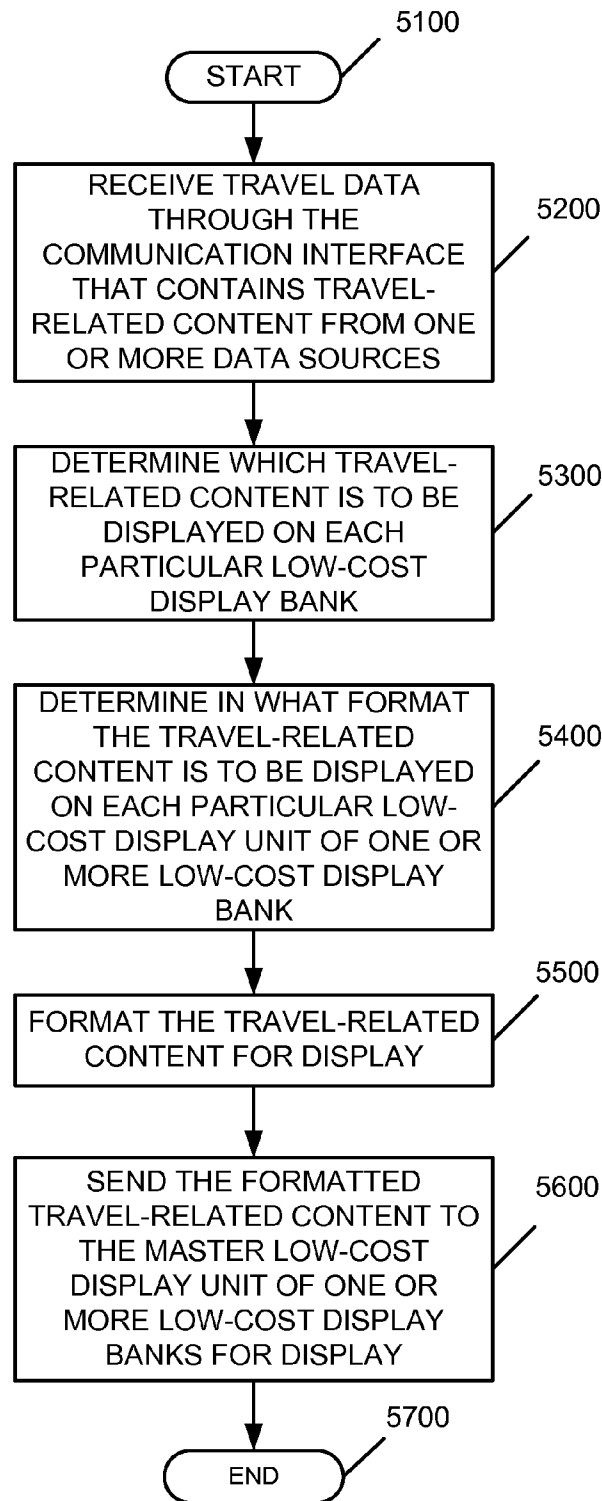 5100
START
RECEIVE TRAVEL DATA
THROUGH THE
COMMUNICATION INTERFACE
THAT CONTAINS TRAVEL-
RELATED CONTENT FROM ONE
OR MORE DATA SOURCES
5200
DETERMINE WHICH TRAVEL-
RELATED CONTENT IS TO BE
DISPLAYED ON EACH
PARTICULAR LOW-COST
DISPLAY BANK
5300
DETERMINE IN WHAT FORMAT
THE TRAVEL-RELATED
CONTENT IS TO BE DISPLAYED
ON EACH PARTICULAR LOW-
COST DISPLAY UNIT OF ONE OR
MORE LOW-COST DISPLAY
BANK
5400
FORMAT THE TRAVEL-RELATED
CONTENT FOR DISPLAY
5500
SEND THE FORMATTED
TRAVEL-RELATED CONTENT TO
THE MASTER LOW-COST
DISPLAY UNIT OF ONE OR
MORE LOW-COST DISPLAY
BANKS FOR DISPLAY
5600
END
5700